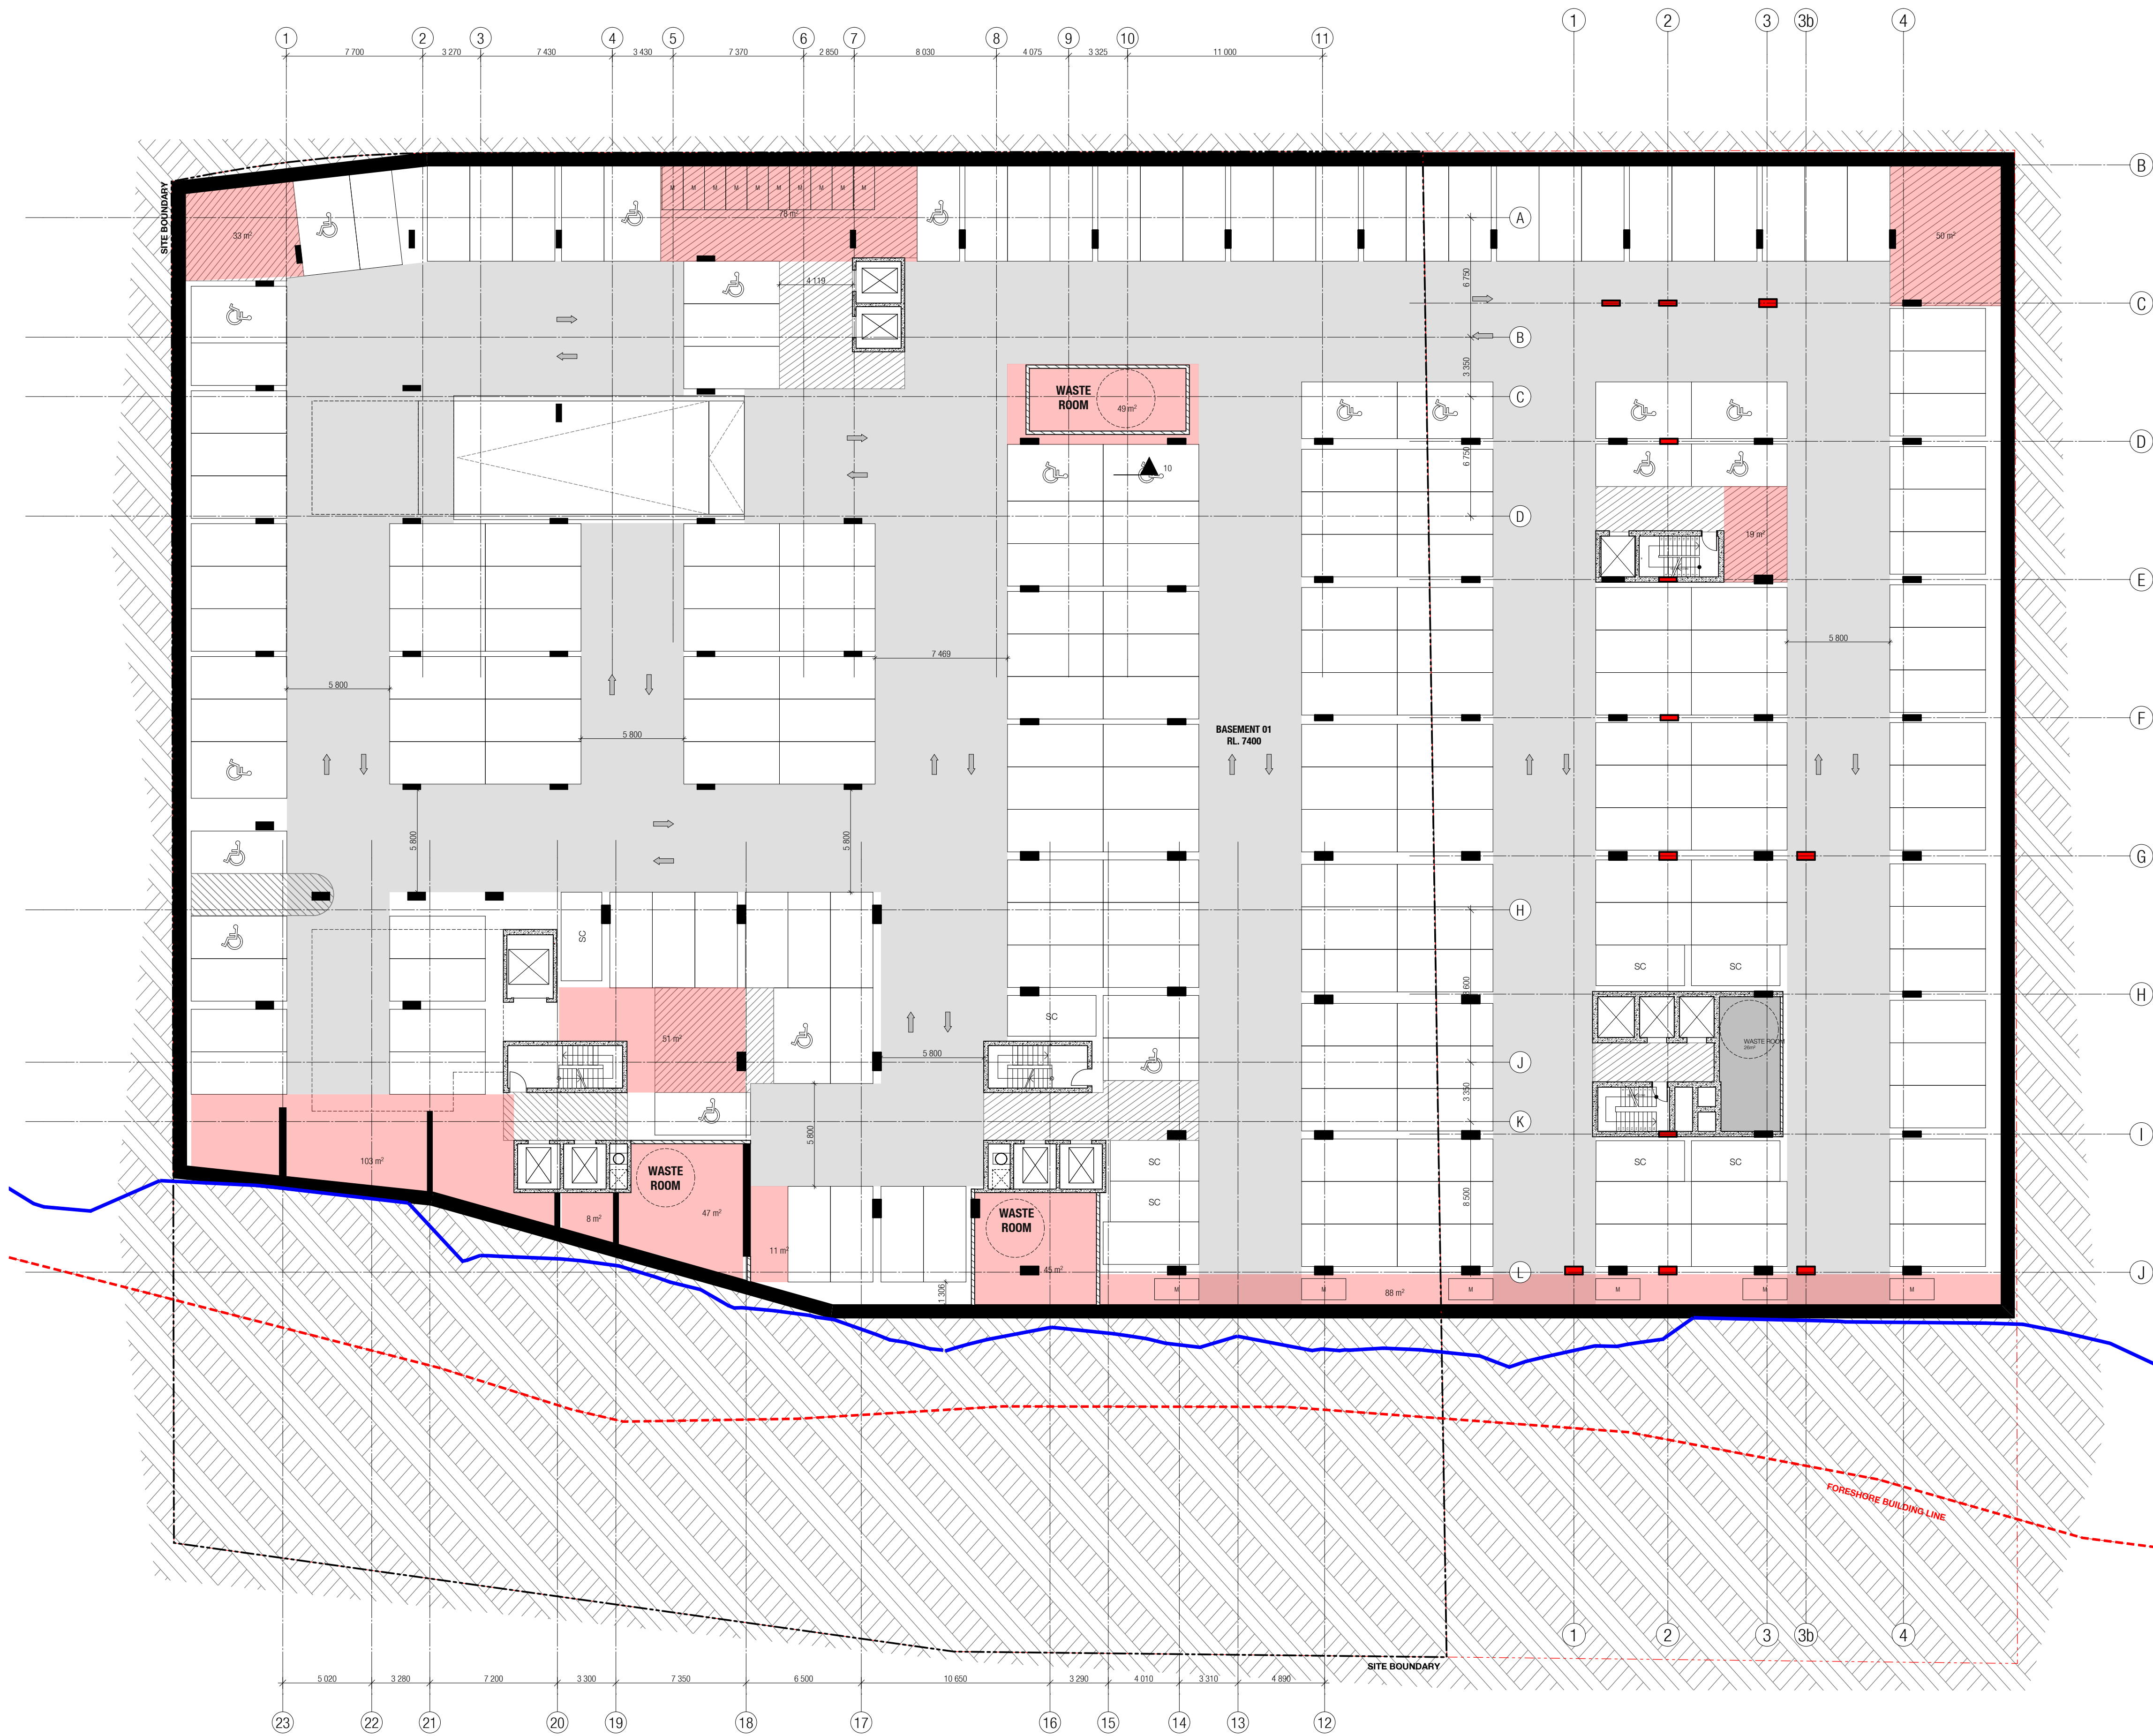 1 2 3 3b 4
1 2 3 4 5 6 7 8 9 10 11
7 700 3 270 7 430 3 430 7 370 2 850 8 030 4 075 3 325 11 000
B
SITE BOUNDARY
M M M M M M M M M M
78 m²
A
33 m²
50 m²
6 750
4 119
C
B
3 350
WASTE
ROOM
49 m²
C
D
6 750
10
D
19 m²
E
7 469
5 800
5 800
F
BASEMENT 01
RL. 7400
5 800
5 800
5 800
G
H
SC
SC SC
8 600
H
SC
51 m²
WASTE ROOM
5 800
J
3 350
5 800
K
I
103 m²
WASTE
ROOM
47 m²
8 m²
11 m²
SC
SC
SC SC
8 500
WASTE
ROOM
45 m²
1 306
L
J
M M M M M M
88 m²
FORESHORE BUILDING LINE
1 2 3 3b 4
SITE BOUNDARY
5 020 3 280 7 200 3 300 7 350 6 500 10 650 3 290 4 010 3 310 4 890
23 22 21 20 19 18 17 16 15 14 13 12